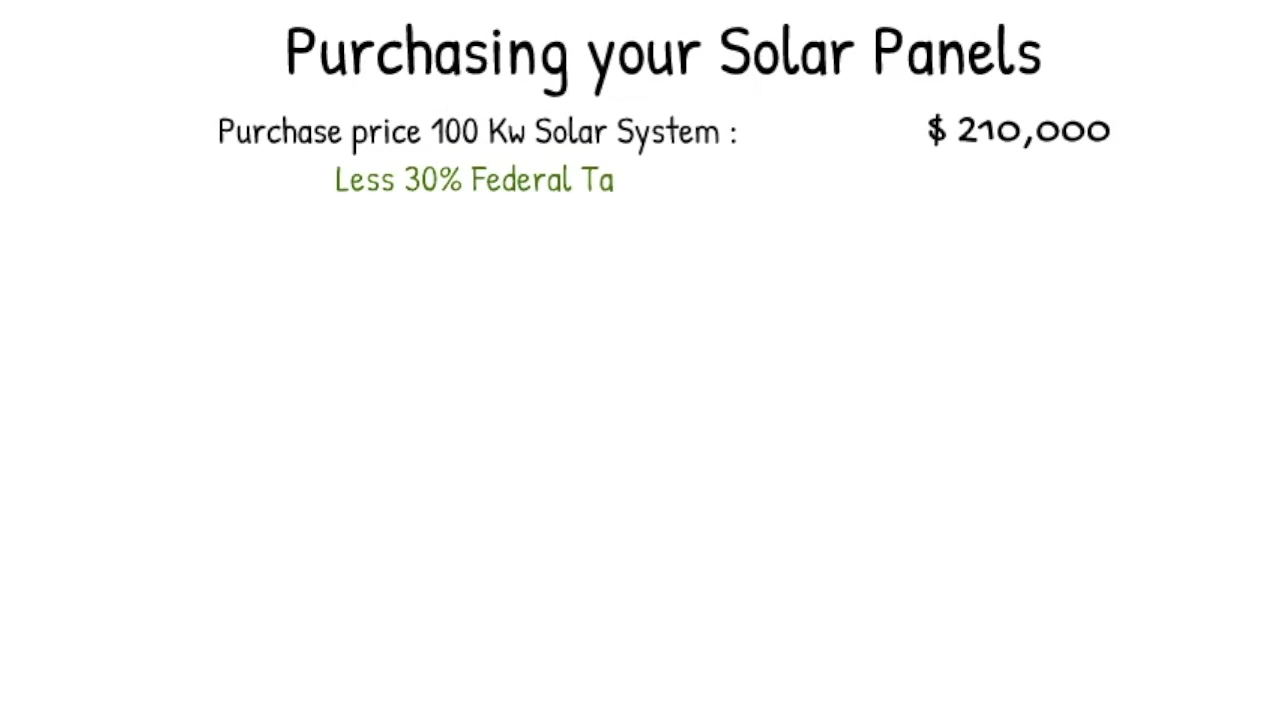 Purchasing your Solar Panels
Purchase price 100 Kw Solar System : $ 210,000
Less 30% Federal Ta